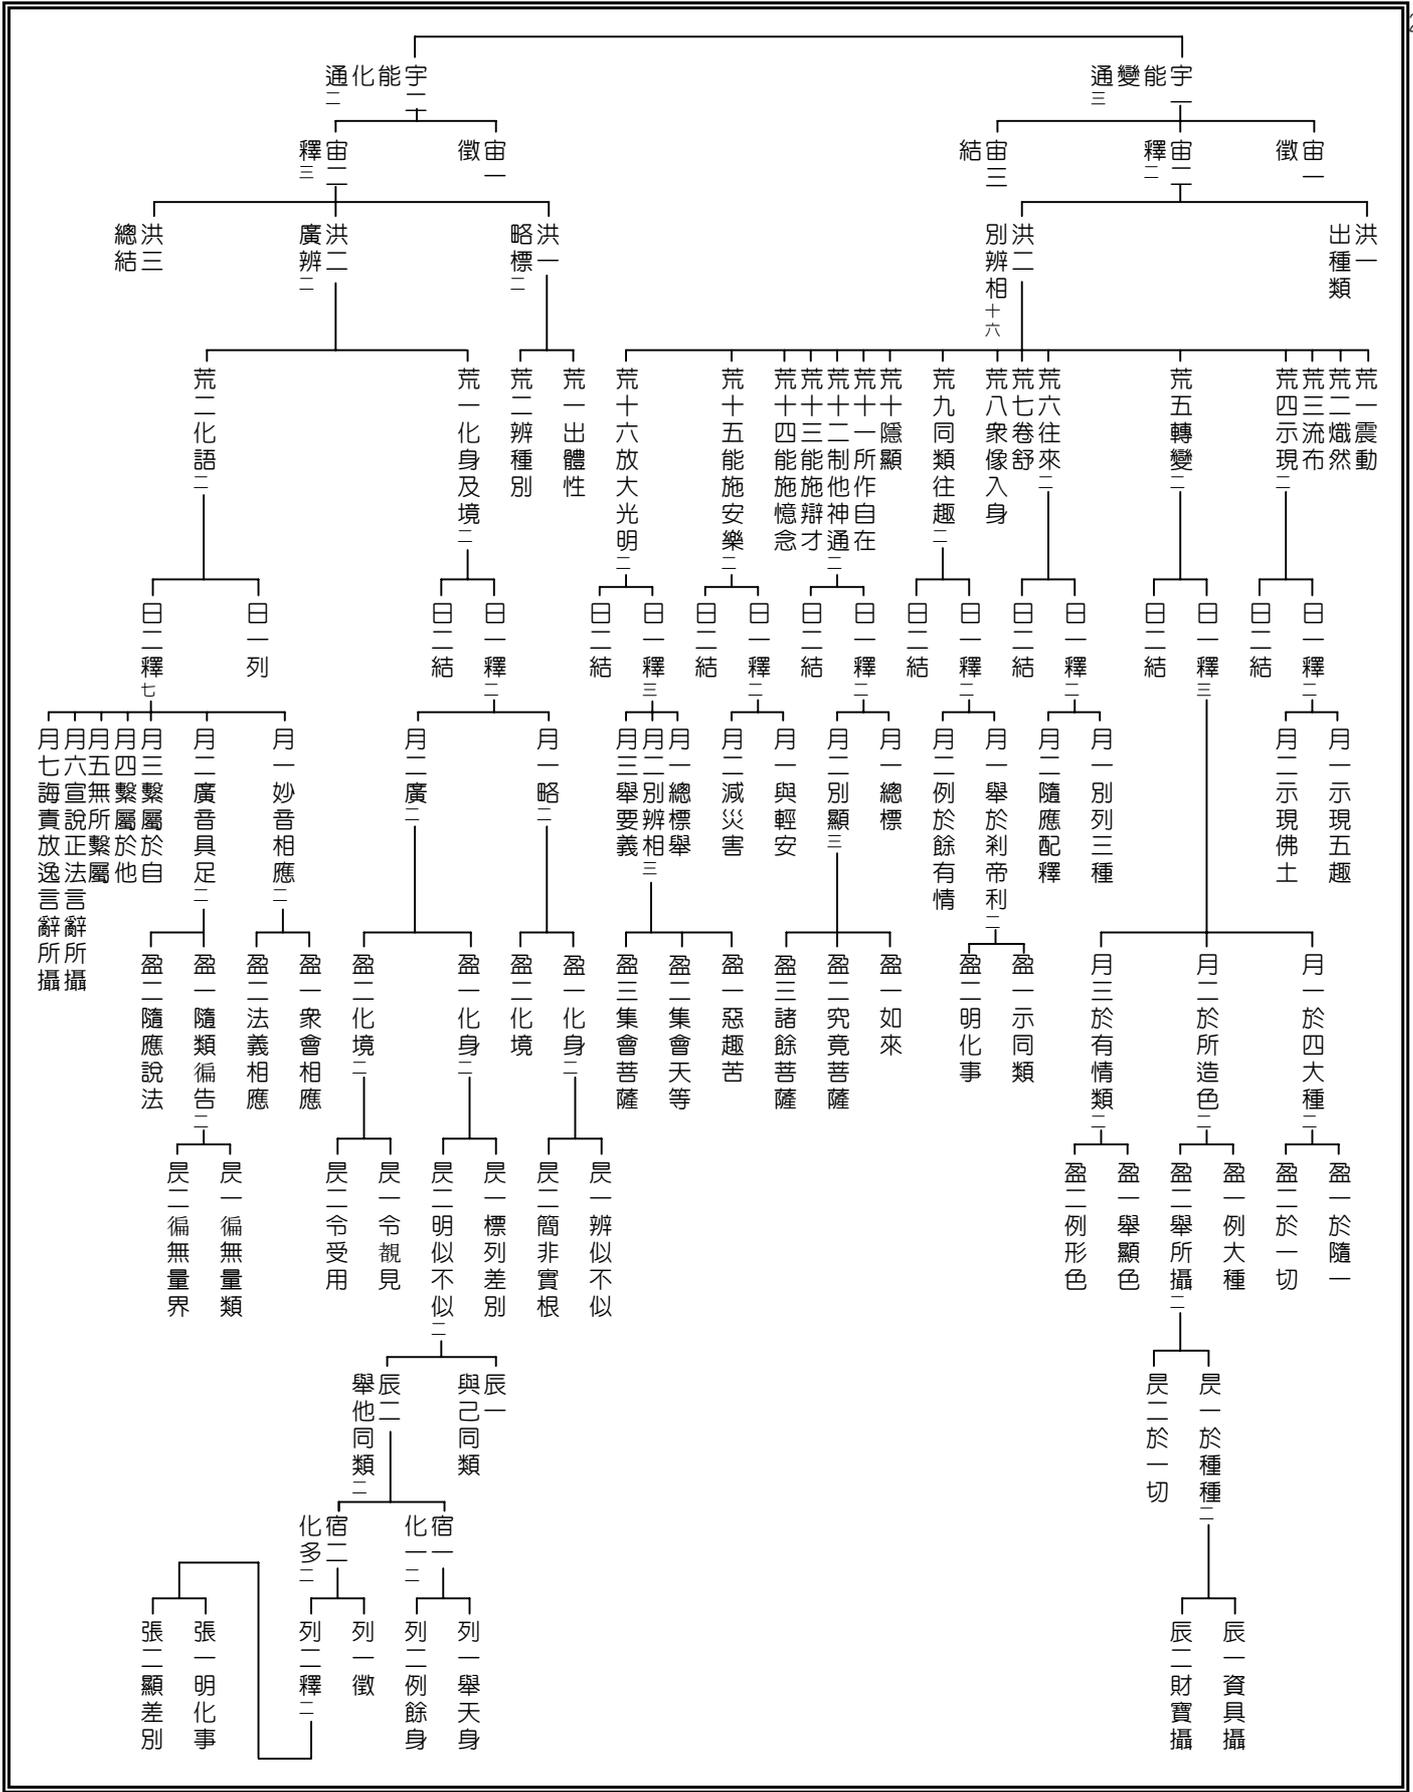 宇一能變通三
宙一徵
宙二釋二
洪一出種類
洪二別辨相十六
荒一震動
荒二熾然
荒三流布
荒四示現二
日一釋二
月一示現五趣
月二示現佛土
日二結
荒五轉變二
日一釋三
月一於四大種二
盈一於隨一
盈二於一切
月二於所造色二
盈一例大種
盈二舉所攝二
昃一於種種二
辰一資具攝
辰二財寶攝
昃二於一切
月三於有情類二
盈一舉顯色
盈二例形色
日二結
荒六往來二
日一釋二
月一別列三種
月二隨應配釋
日二結
荒七卷舒
荒八衆像入身
荒九同類往趣二
日一釋二
月一舉於剎帝利二
盈一示同類
盈二明化事
月二例於餘有情
日二結
荒十隱顯
荒十一所作自在
荒十二制他神通二
日一釋二
月一總標
月二別顯三
盈一如來
盈二究竟菩薩
盈三諸餘菩薩
日二結
荒十三能施辯才
荒十四能施憶念
荒十五能施安樂二
日一釋二
月一與輕安
月二減災害
日二結
荒十六放大光明二
日一釋三
月一總標舉
月二別辨相三
盈一惡趣苦
盈二集會天等
盈三集會菩薩
月三舉要義
日二結
宙三結
宇二能化通二
宙一徵
宙二釋三
洪一略標二
荒一出體性
荒二辨種別
洪二廣辨二
荒一化身及境二
日一釋二
月一略二
盈一化身二
昃一辨似不似
昃二簡非實根
盈二化境
月二廣二
盈一化身二
昃一標列差別
昃二明似不似二
辰一與己同類
辰二舉他同類二
宿一化一二
列一舉天身
列二例餘身
宿二化多二
列一徵
列二釋二
張一明化事
張二顯差別
盈二化境二
昃一令覩見
昃二令受用
日二結
荒二化語二
日一列
日二釋七
月一妙音相應二
盈一衆會相應
盈二法義相應
月二廣音具足二
盈一隨類徧告二
昃一徧無量類
昃二徧無量界
盈二隨應說法
月三繫屬於自
月四繫屬於他
月五無所繫屬
月六宣說正法言辭所攝
月七誨責放逸言辭所攝
洪三總結